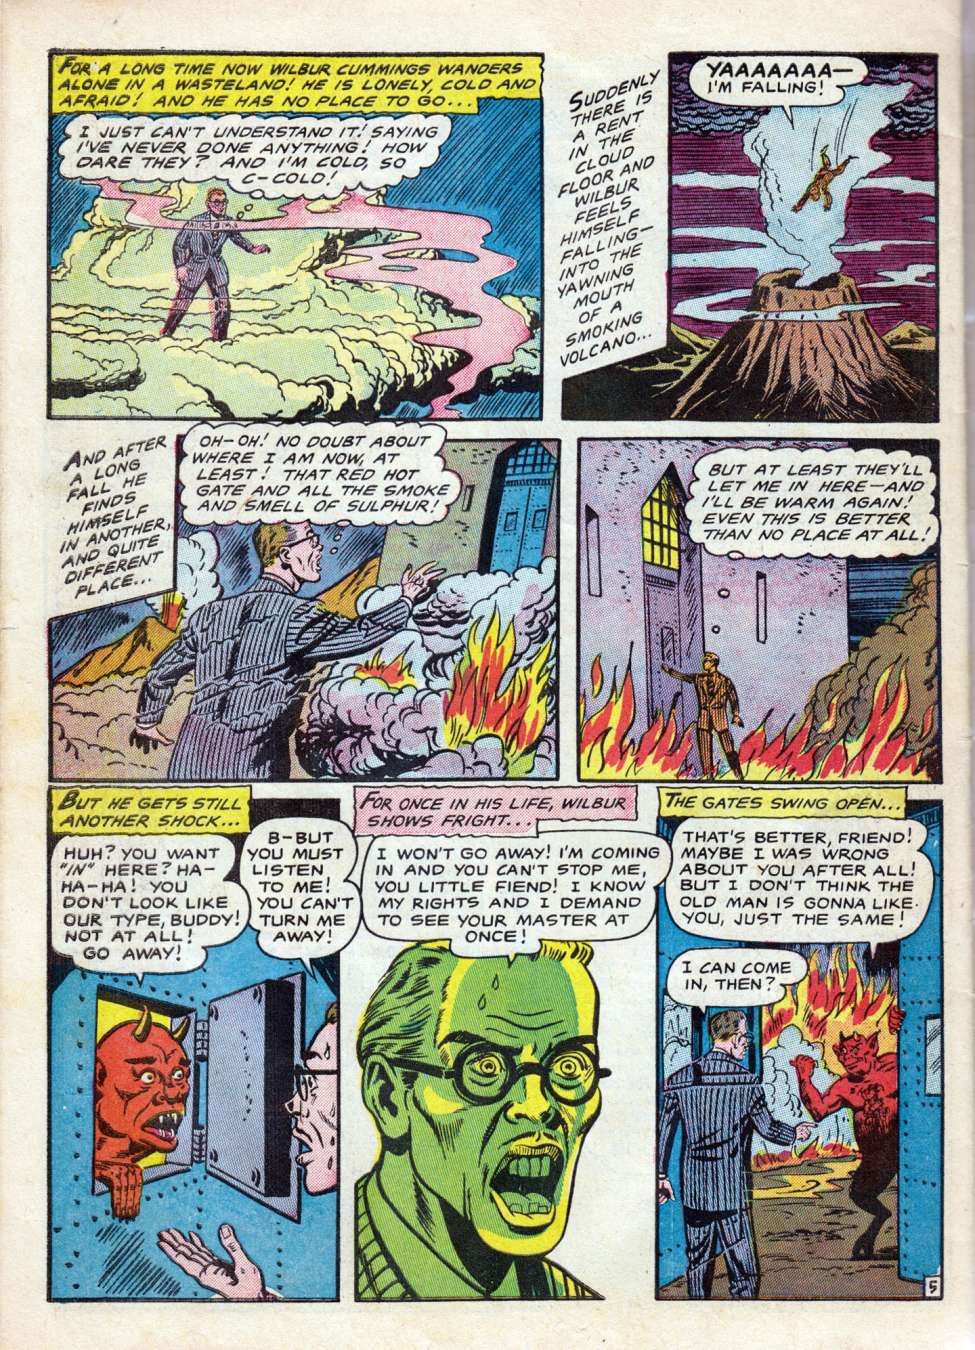 FOR A LONG TIME NOW WILBUR CUMMINGS WANDERS
ALONE IN A WASTELAND! HE IS LONELY, COLD AND
AFRAID! AND HE HAS NO PLACE TO GO...
I JUST CAN'T UNDERSTAND IT! SAYING
I'VE NEVER DONE ANYTHING! HOW
DARE THEY? AND I'M COLD, SO
C-COLD!
SUDDENLY
THERE IS
A RENT
IN THE
CLOUD
FLOOR AND
WILBUR
FEELS
HIMSELF
FALLING—
INTO THE
YAWNING
MOUTH
OF A
SMOKING
VOLCANO...
YAAAAAAA—
I'M FALLING!
AND AFTER
A LONG
FALL HE
FINDS
HIMSELF
IN ANOTHER,
AND QUITE
DIFFERENT
PLACE...
OH-OH! NO DOUBT ABOUT
WHERE I AM NOW, AT
LEAST! THAT RED HOT
GATE AND ALL THE SMOKE
AND SMELL OF SULPHUR!
BUT AT LEAST THEY'LL
LET ME IN HERE—AND
I'LL BE WARM AGAIN!
EVEN THIS IS BETTER
THAN NO PLACE AT ALL!
BUT HE GETS STILL
ANOTHER SHOCK...
HUH? YOU WANT
"IN" HERE? HA-
HA-HA! YOU
DON'T LOOK LIKE
OUR TYPE, BUDDY!
NOT AT ALL!
GO AWAY!
B-BUT
YOU MUST
LISTEN
TO ME!
YOU CAN'T
TURN ME
AWAY!
FOR ONCE IN HIS LIFE, WILBUR
SHOWS FRIGHT...
I WON'T GO AWAY! I'M COMING
IN AND YOU CAN'T STOP ME,
YOU LITTLE FIEND! I KNOW
MY RIGHTS AND I DEMAND
TO SEE YOUR MASTER AT
ONCE!
THE GATES SWING OPEN...
THAT'S BETTER, FRIEND!
MAYBE I WAS WRONG
ABOUT YOU AFTER ALL!
BUT I DON'T THINK THE
OLD MAN IS GONNA LIKE
YOU, JUST THE SAME!
I CAN COME
IN, THEN?
5